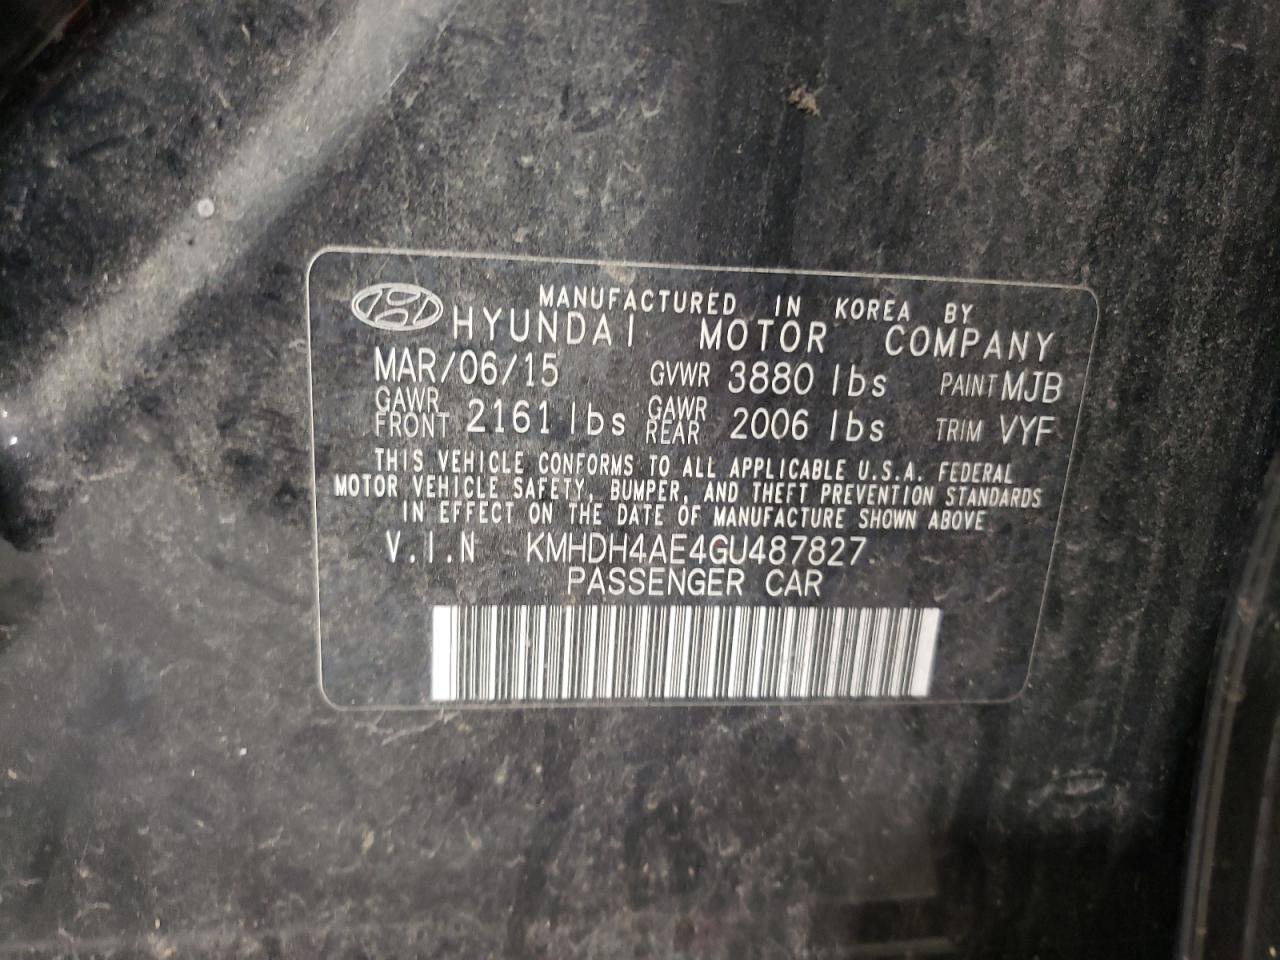 MANUFACTURED IN KOREA BY
HYUNDAI MOTOR COMPANY
MAR/06/15 GVWR 3880 lbs PAINT MJB
GAWR FRONT 2161 lbs GAWR REAR 2006 lbs TRIM VYF
THIS VEHICLE CONFORMS TO ALL APPLICABLE U.S.A. FEDERAL
MOTOR VEHICLE SAFETY, BUMPER, AND THEFT PREVENTION STANDARDS
IN EFFECT ON THE DATE OF MANUFACTURE SHOWN ABOVE
V.I.N KMHDH4AE4GU487827
PASSENGER CAR